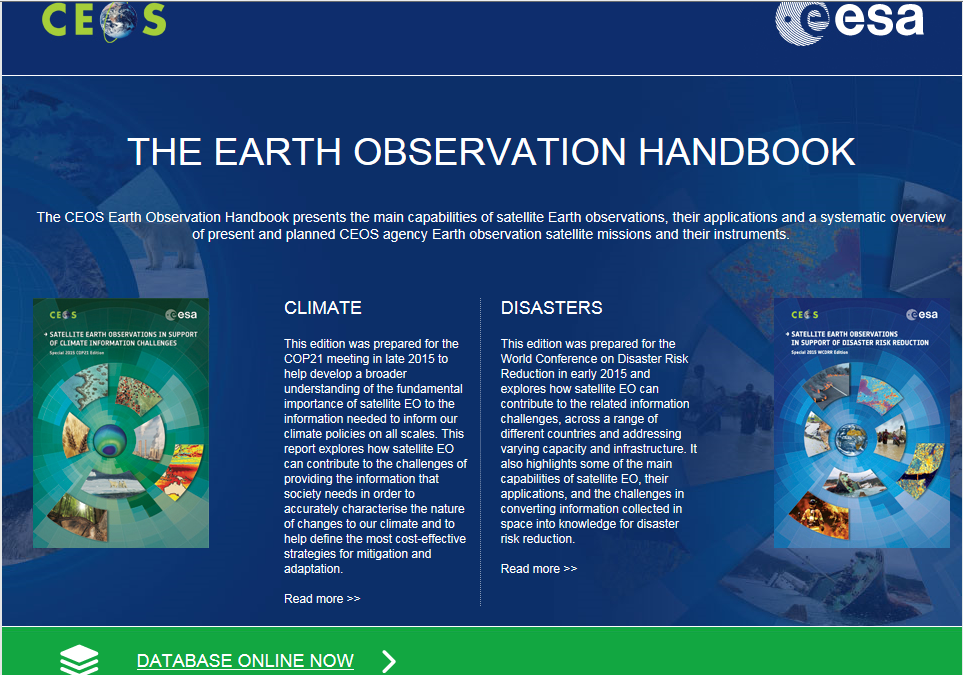 CEOS
esa
THE EARTH OBSERVATION HANDBOOK
The CEOS Earth Observation Handbook presents the main capabilities of satellite Earth observations, their applications and a systematic overview
of present and planned CEOS agency Earth observation satellite missions and their instruments.
CEOS
esa
SATELLITE EARTH OBSERVATIONS IN SUPPORT
OF CLIMATE INFORMATION CHALLENGES
Special 2015 COP21 Edition
CLIMATE
This edition was prepared for the
COP21 meeting in late 2015 to
help develop a broader
understanding of the fundamental
importance of satellite EO to the
information needed to inform our
climate policies on all scales. This
report explores how satellite EO
can contribute to the challenges of
providing the information that
society needs in order to
accurately characterise the nature
of changes to our climate and to
help define the most cost-effective
strategies for mitigation and
adaptation.
Read more >>
DISASTERS
This edition was prepared for the
World Conference on Disaster Risk
Reduction in early 2015 and
explores how satellite EO can
contribute to the related information
challenges, across a range of
different countries and addressing
varying capacity and infrastructure. It
also highlights some of the main
capabilities of satellite EO, their
applications, and the challenges in
converting information collected in
space into knowledge for disaster
risk reduction.
Read more >>
CEOS
esa
SATELLITE EARTH OBSERVATIONS
IN SUPPORT OF DISASTER RISK REDUCTION
Special 2015 WCDRR Edition
DATABASE ONLINE NOW